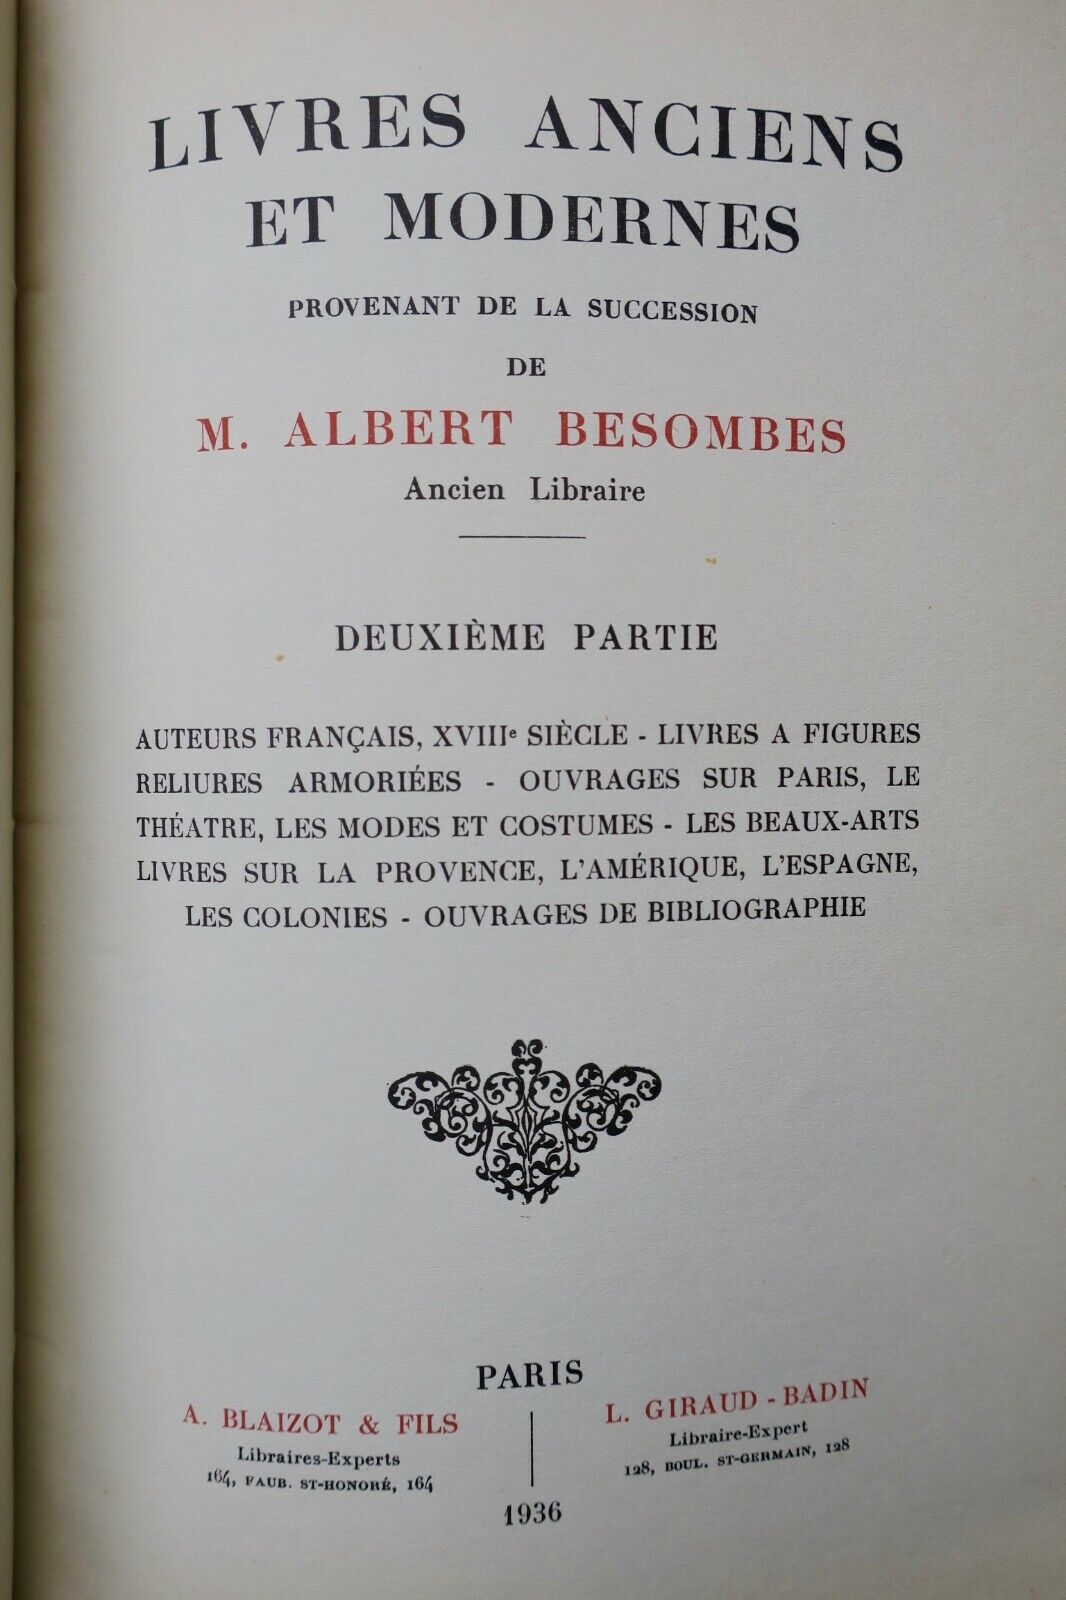 LIVRES ANCIENS
ET MODERNES
PROVENANT DE LA SUCCESSION
DE
M. ALBERT BESOMBES
Ancien Libraire
DEUXIÈME PARTIE
AUTEURS FRANÇAIS, XVIIIe SIÈCLE - LIVRES A FIGURES
RELIURES ARMORIÉES - OUVRAGES SUR PARIS, LE
THÉATRE, LES MODES ET COSTUMES - LES BEAUX-ARTS
LIVRES SUR LA PROVENCE, L'AMÉRIQUE, L'ESPAGNE,
LES COLONIES - OUVRAGES DE BIBLIOGRAPHIE
PARIS
A. BLAIZOT & FILS
Libraires-Experts
164, FAUB. ST-HONORÉ, 164
L. GIRAUD-BADIN
Libraire-Expert
128, BOUL. ST-GERMAIN, 128
1936